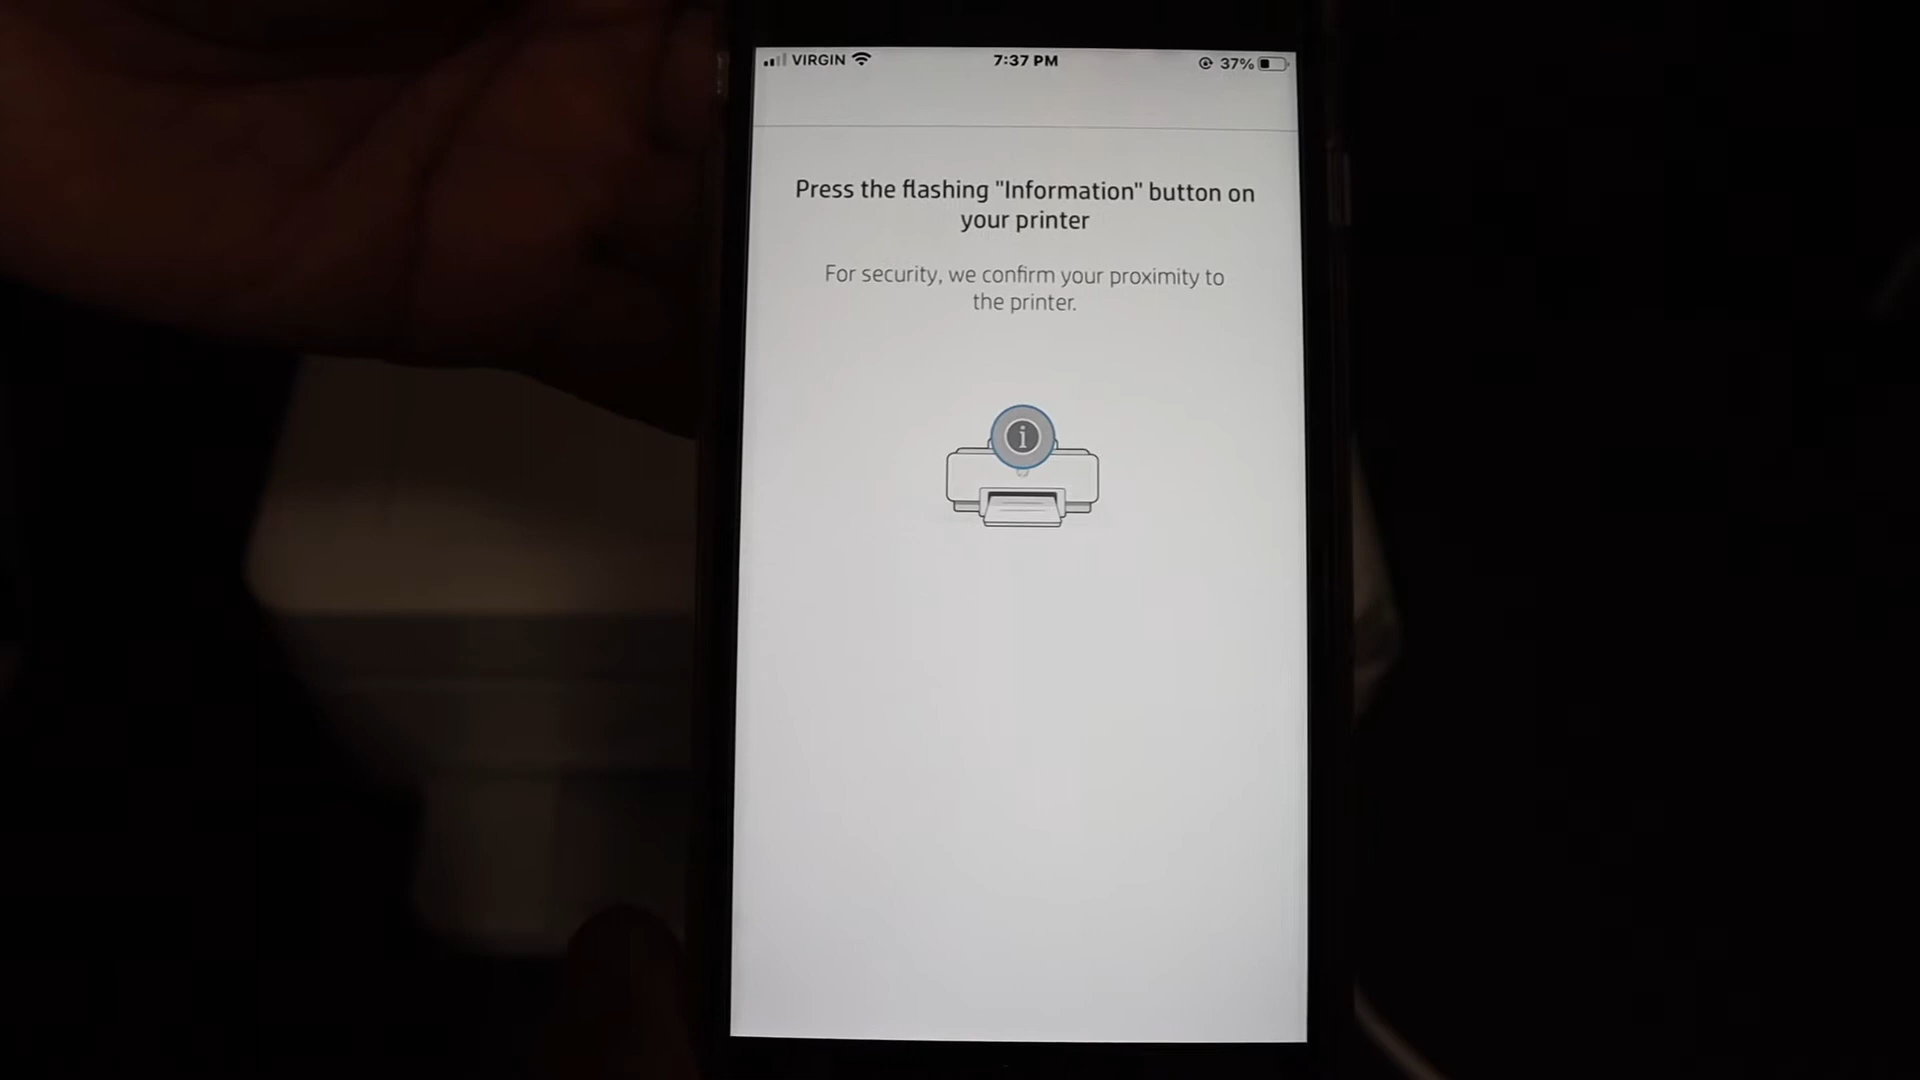 VIRGIN 7:37 PM 37%
Press the flashing "Information" button on
your printer
For security, we confirm your proximity to
the printer.
i